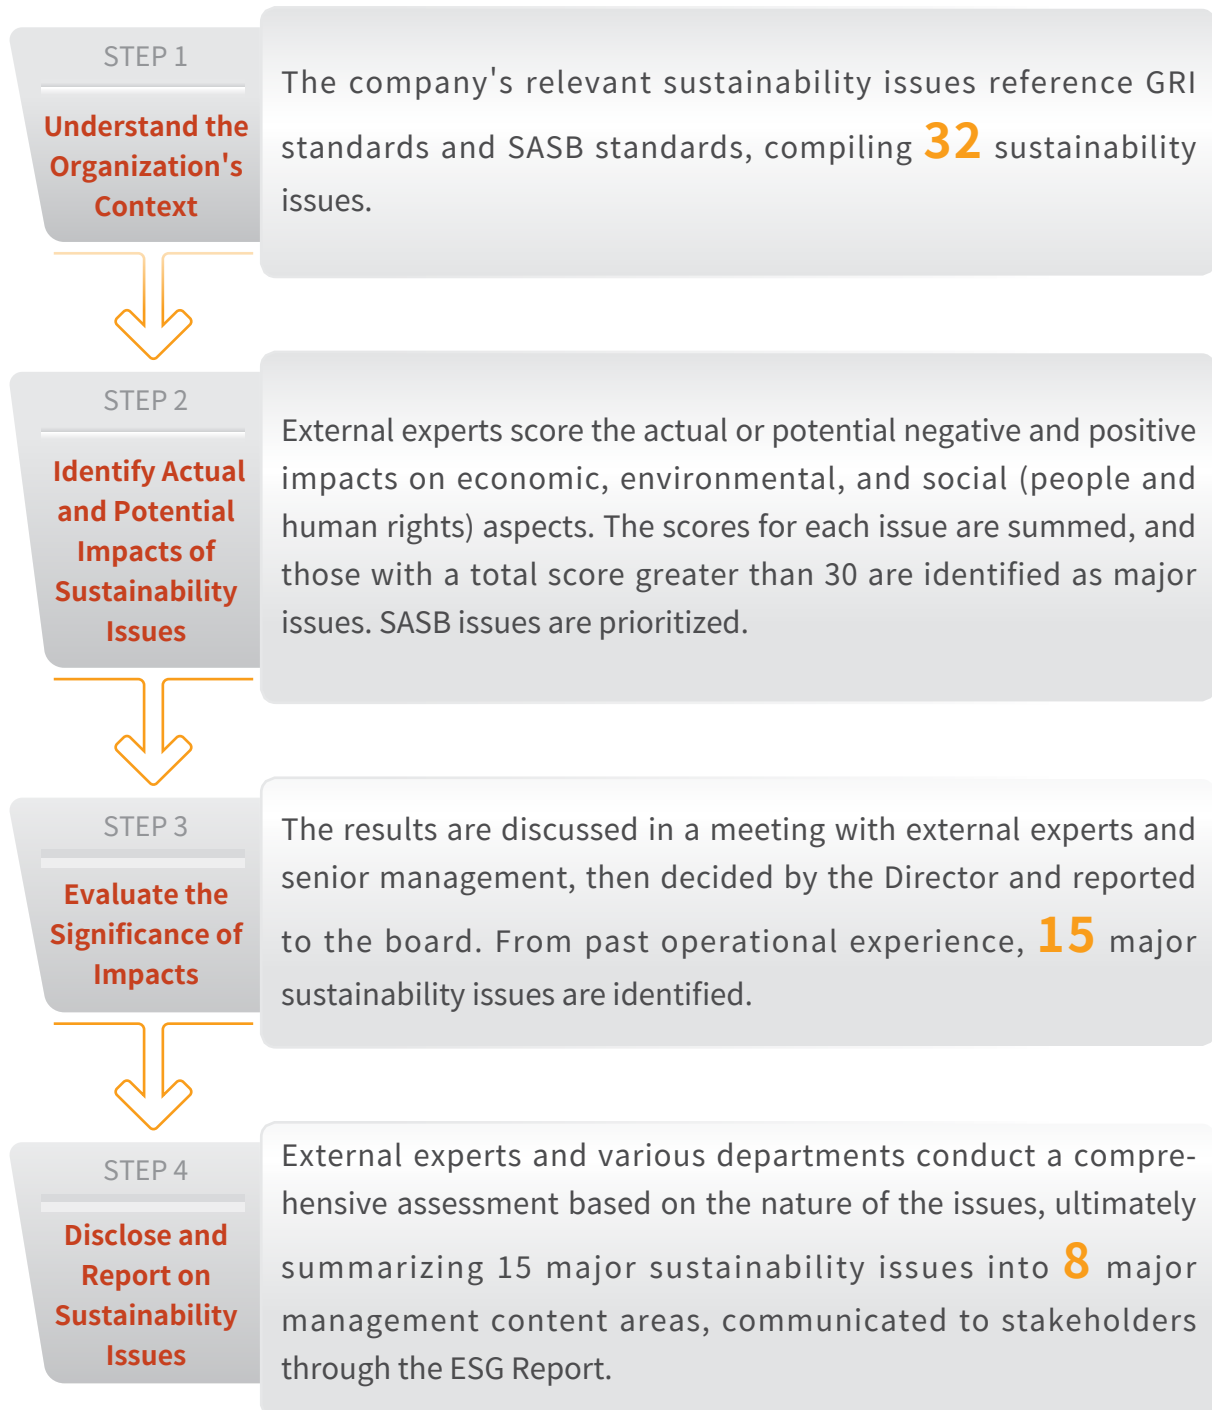 STEP 1
Understand the
Organization's
Context
The company's relevant sustainability issues reference GRI
standards and SASB standards, compiling 32 sustainability
issues.
STEP 2
Identify Actual
and Potential
Impacts of
Sustainability
Issues
External experts score the actual or potential negative and positive
impacts on economic, environmental, and social (people and
human rights) aspects. The scores for each issue are summed, and
those with a total score greater than 30 are identified as major
issues. SASB issues are prioritized.
STEP 3
Evaluate the
Significance of
Impacts
The results are discussed in a meeting with external experts and
senior management, then decided by the Director and reported
to the board. From past operational experience, 15 major
sustainability issues are identified.
STEP 4
Disclose and
Report on
Sustainability
Issues
External experts and various departments conduct a compre-
hensive assessment based on the nature of the issues, ultimately
summarizing 15 major sustainability issues into 8 major
management content areas, communicated to stakeholders
through the ESG Report.